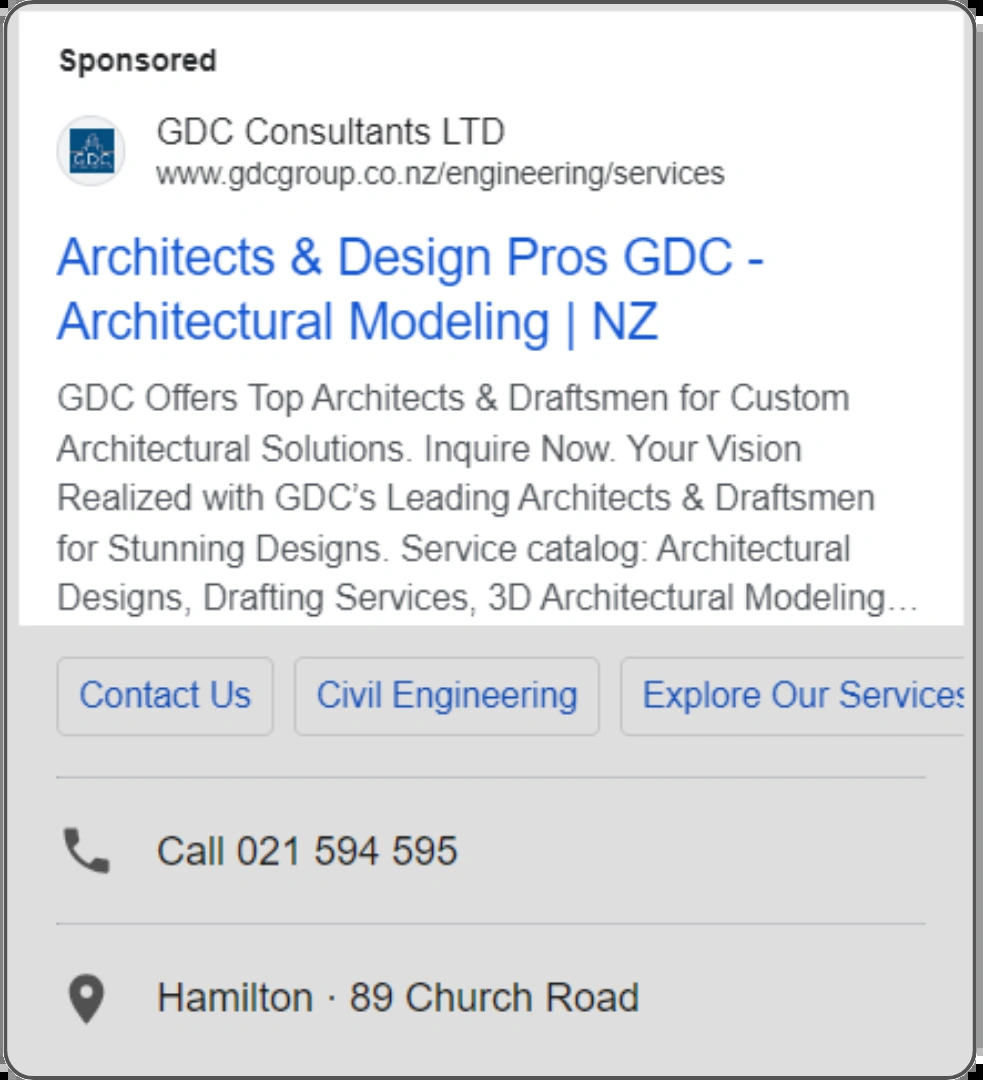 Sponsored
GDC
GDC Consultants LTD
www.gdcgroup.co.nz/engineering/services
Architects & Design Pros GDC -
Architectural Modeling | NZ
GDC Offers Top Architects & Draftsmen for Custom
Architectural Solutions. Inquire Now. Your Vision
Realized with GDC’s Leading Architects & Draftsmen
for Stunning Designs. Service catalog: Architectural
Designs, Drafting Services, 3D Architectural Modeling...
Contact Us
Civil Engineering
Explore Our Services
Call 021 594 595
Hamilton · 89 Church Road